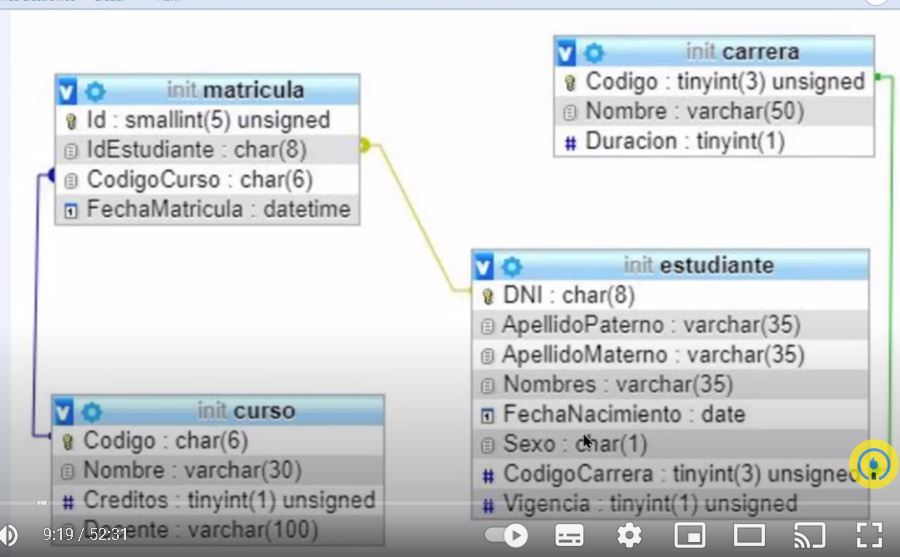 init matricula
Id : smallint(5) unsigned
IdEstudiante : char(8)
CodigoCurso : char(6)
FechaMatricula : datetime
init carrera
Codigo : tinyint(3) unsigned
Nombre : varchar(50)
Duracion : tinyint(1)
init estudiante
DNI : char(8)
ApellidoPaterno : varchar(35)
ApellidoMaterno : varchar(35)
Nombres : varchar(35)
FechaNacimiento : date
Sexo : char(1)
CodigoCarrera : tinyint(3) unsigned
Vigencia : tinyint(1) unsigned
init curso
Codigo : char(6)
Nombre : varchar(30)
Creditos : tinyint(1) unsigned
Docente : varchar(100)
9:19 / 52:31